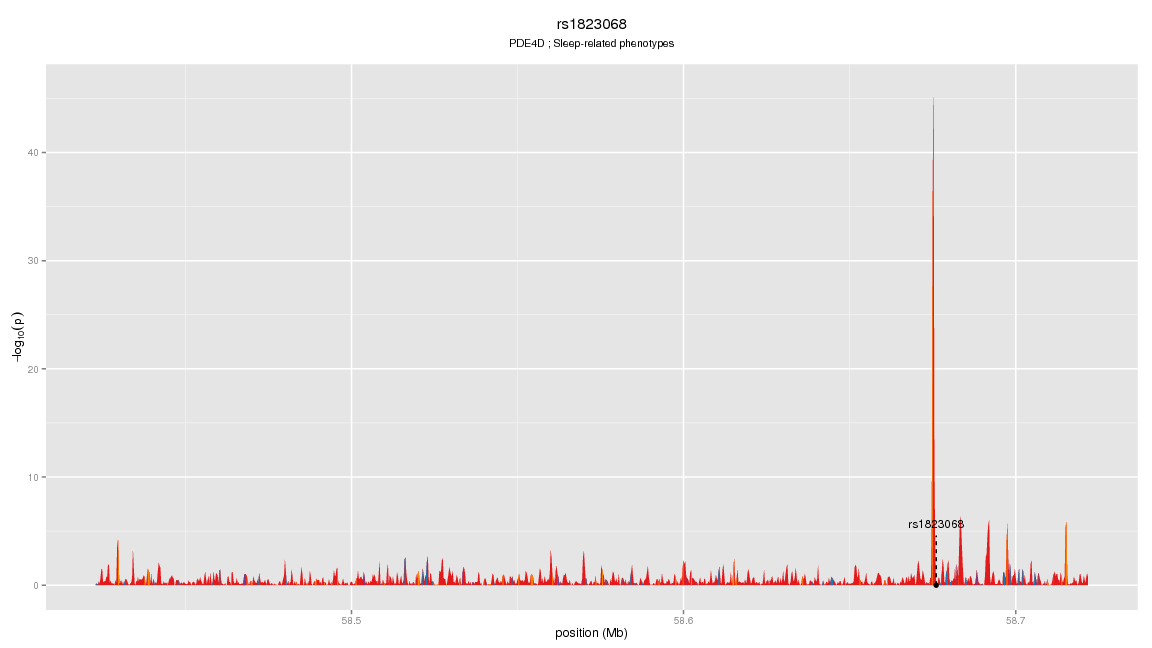 rs1823068
PDE4D ; Sleep-related phenotypes
−log10(p)
40
30
20
10
0
rs1823068
58.5
58.6
58.7
position (Mb)